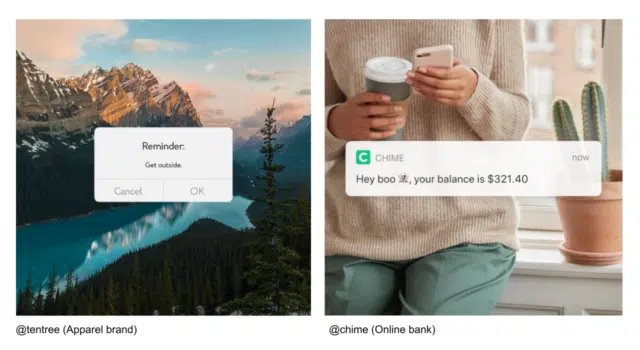 Reminder:
Get outside.
Cancel OK
C CHIME now
Hey boo 👻, your balance is $321.40
@tentree (Apparel brand)
@chime (Online bank)